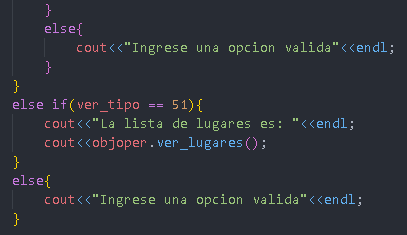 }
else{
cout<<"Ingrese una opcion valida"<<endl;
}
}
else if(ver_tipo == 51){
cout<<"La lista de lugares es: "<<endl;
cout<<objoper.ver_lugares();
}
else{
cout<<"Ingrese una opcion valida"<<endl;
}